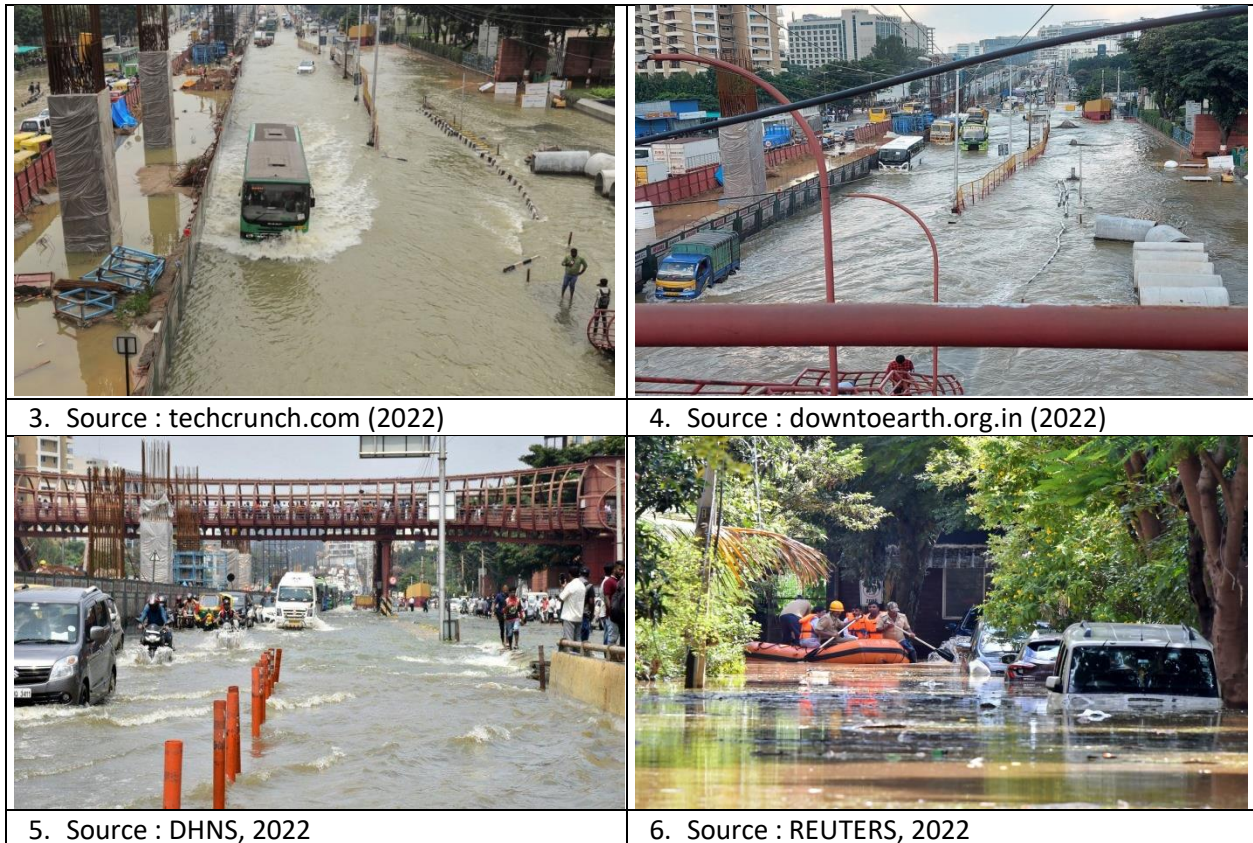 3. Source : techcrunch.com (2022)
4. Source : downtoearth.org.in (2022)
5. Source : DHNS, 2022
6. Source : REUTERS, 2022